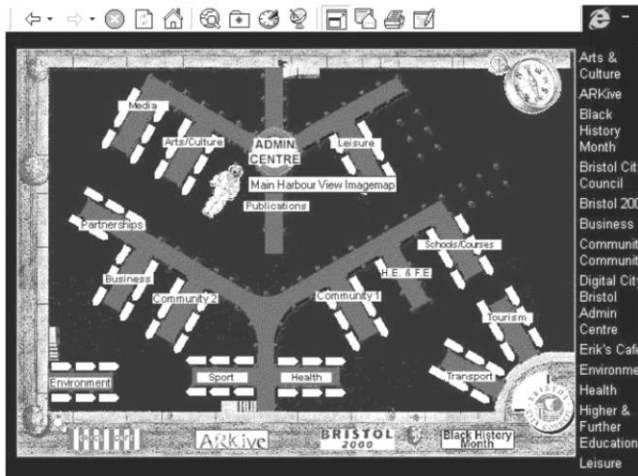 Media
Arts/Culture
ADMIN
CENTRE
Leisure
Main Harbour View Imagemap
Publications
Partnerships
Business
Community 2
Community 1
H.E. & F.E
Schools/Courses
Tourism
Environment
Sport
Health
Transport
ARKive
BRISTOL
2000
Black History
Month
BRISTOL
Arts &
Culture
ARKive
Black
History
Month
Bristol Cit
Council
Bristol 200
Business
Communit
Communit
Digital City
Bristol
Admin
Centre
Erik's Cafe
Environme
Health
Higher &
Further
Education
Leisure